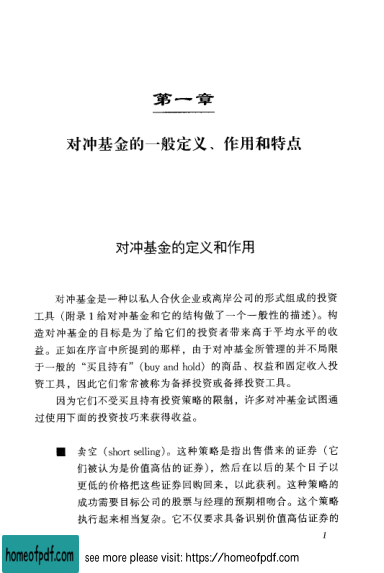 第一章
对冲基金的一般定义、作用和特点
对冲基金的定义和作用
对冲基金是一种以私人合伙企业或离岸公司的形式组成的投资
工具（附录1给对冲基金和它的结构做了一个一般性的描述）。构
造对冲基金的目标是为了给它们的投资者带来高于平均水平的收
益。正如在序言中所提到的那样，由于对冲基金所管理的并不局限
于一般的“买且持有”（buy and hold）的商品、权益和固定收入投
资工具，因此它们常常被称为备择投资或备择投资工具。
因为它们不受买且持有投资策略的限制，许多对冲基金试图通
过使用下面的投资技巧来获得收益。
■ 卖空（short selling）。这种策略是指出售借来的证券（它
们被认为是价值高估的证券），然后在以后的某个日子以
更低的价格把这些证券回购回来，以此获利。这种策略的
成功需要目标公司的股票与经理的预期相吻合。这个策略
执行起来相当复杂。它不仅要求具备识别价值高估证券的
1
homeofpdf.com
see more please visit: https://homeofpdf.com